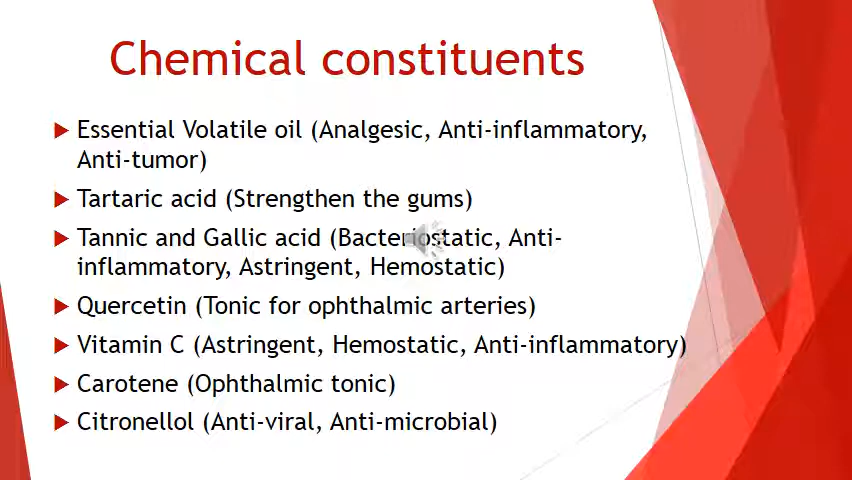 Chemical constituents
Essential Volatile oil (Analgesic, Anti-inflammatory,
Anti-tumor)
Tartaric acid (Strengthen the gums)
Tannic and Gallic acid (Bacteriostatic, Anti-
inflammatory, Astringent, Hemostatic)
Quercetin (Tonic for ophthalmic arteries)
Vitamin C (Astringent, Hemostatic, Anti-inflammatory)
Carotene (Ophthalmic tonic)
Citronellol (Anti-viral, Anti-microbial)